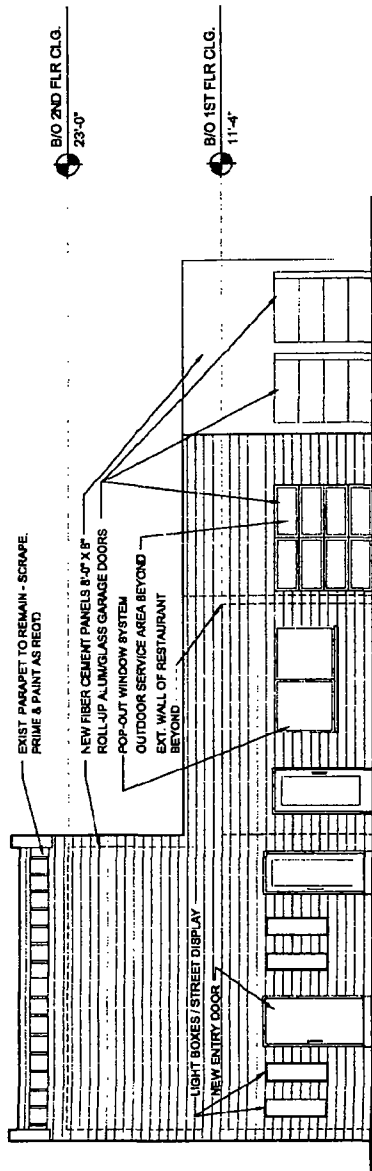 B/O 2ND FLR CLG.
23'-0"
B/O 1ST FLR CLG.
11'-4"
EXIST PARAPET TO REMAIN - SCRAPE,
PRIME & PAINT AS REQ'D
NEW FIBER CEMENT PANELS 8'-0" X 8"
ROLL-UP ALUM/GLASS GARAGE DOORS
POP-OUT WINDOW SYSTEM
OUTDOOR SERVICE AREA BEYOND
EXT. WALL OF RESTAURANT
BEYOND
LIGHT BOXES / STREET DISPLAY
NEW ENTRY DOOR